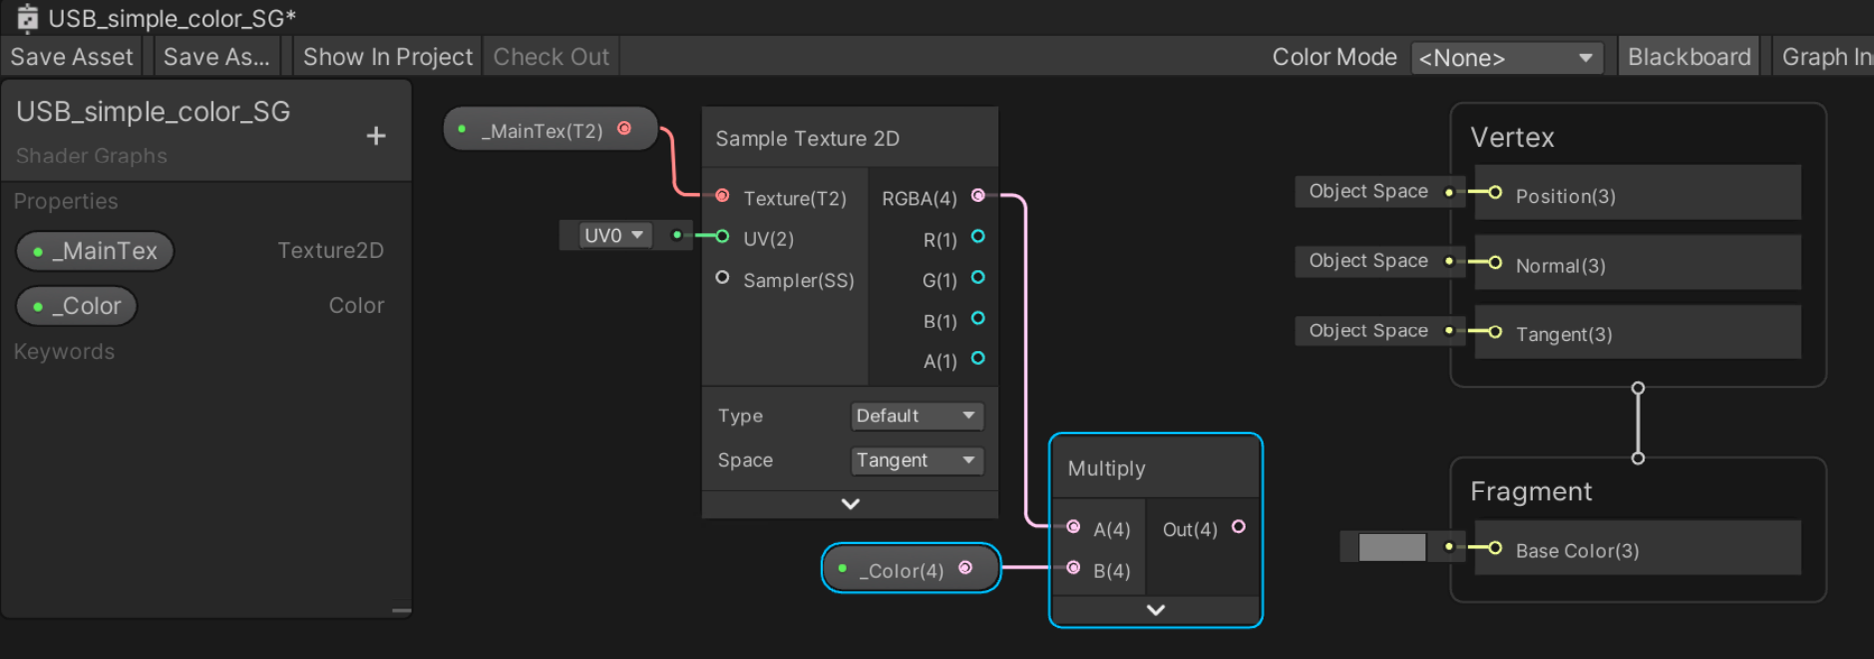 USB_simple_color_SG*
Save Asset
Save As...
Show In Project
Check Out
Color Mode
<None>
Blackboard
Graph In
USB_simple_color_SG
Shader Graphs
Properties
_MainTex
Texture2D
_Color
Color
Keywords
_MainTex(T2)
UV0
Sample Texture 2D
Texture(T2)
UV(2)
Sampler(SS)
RGBA(4)
R(1)
G(1)
B(1)
A(1)
Type
Default
Space
Tangent
_Color(4)
Multiply
A(4)
B(4)
Out(4)
Vertex
Object Space
Position(3)
Object Space
Normal(3)
Object Space
Tangent(3)
Fragment
Base Color(3)